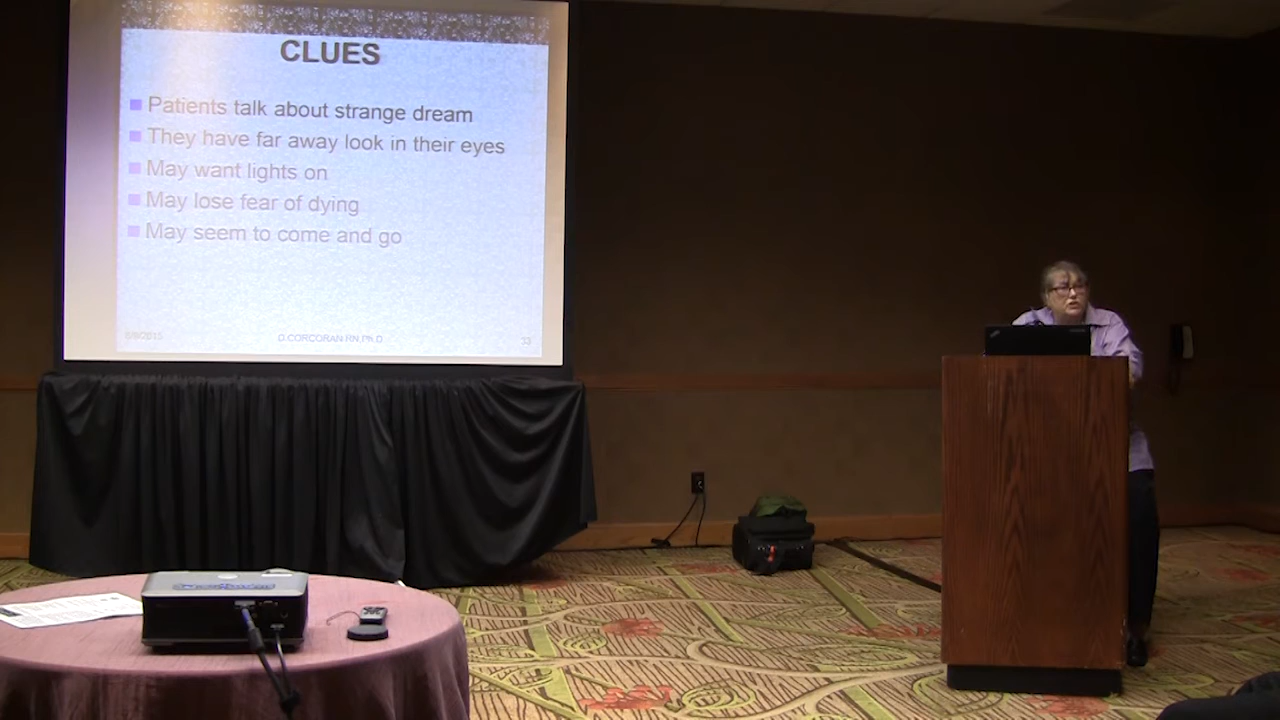 CLUES
Patients talk about strange dream
They have far away look in their eyes
May want lights on
May lose fear of dying
May seem to come and go
D.CORCORAN RN,Ph.D
33